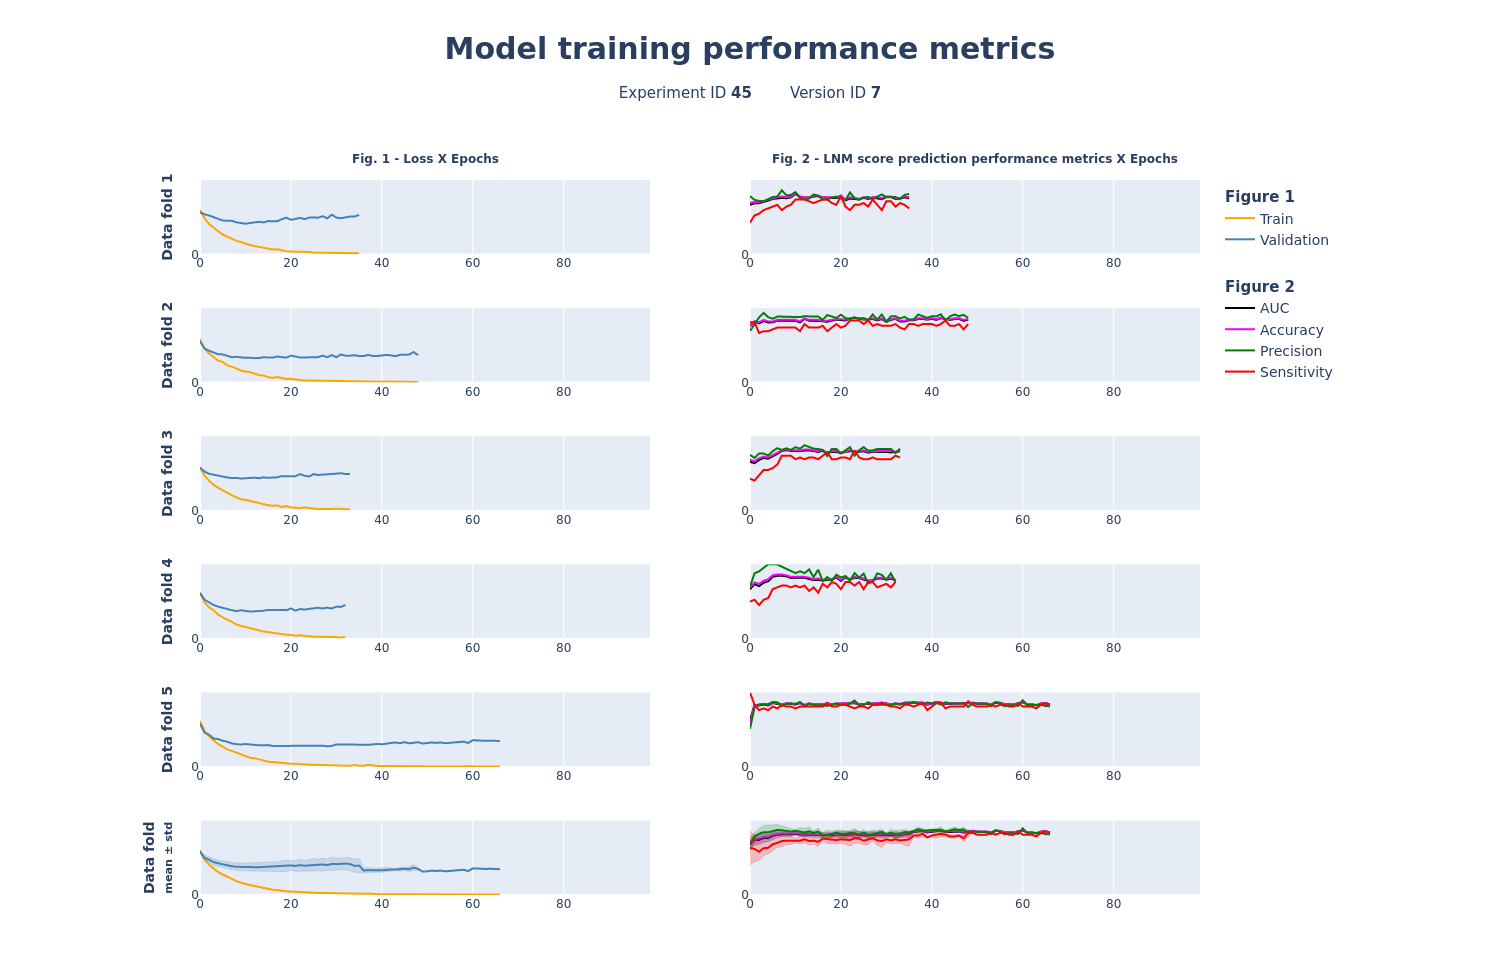 Model training performance metrics
Experiment ID 45 Version ID 7
Fig. 1 - Loss X Epochs
Fig. 2 - LNM score prediction performance metrics X Epochs
Data fold 1
0
0 20 40 60 80
0
0 20 40 60 80
Figure 1
Train
Validation
Figure 2
AUC
Accuracy
Precision
Sensitivity
Data fold 2
0
0 20 40 60 80
0
0 20 40 60 80
Data fold 3
0
0 20 40 60 80
0
0 20 40 60 80
Data fold 4
0
0 20 40 60 80
0
0 20 40 60 80
Data fold 5
0
0 20 40 60 80
0
0 20 40 60 80
Data fold
mean ± std
0
0 20 40 60 80
0
0 20 40 60 80